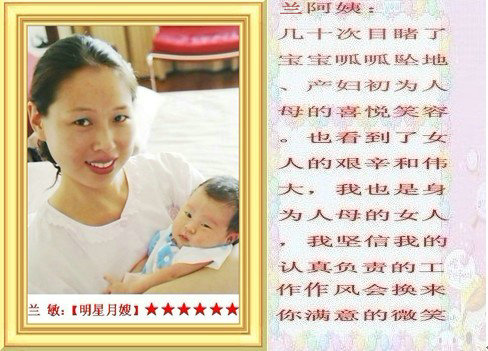 兰 敏:【明星月嫂】★★★★★★
兰阿姨:
几十次目睹了
宝宝呱呱坠地
、产妇初为人
母的喜悦笑容
。也看到了女
人的艰辛和伟
大，我也是身
为人母的女人
，我坚信我的
认真负责的工
作作风会换来
你满意的微笑